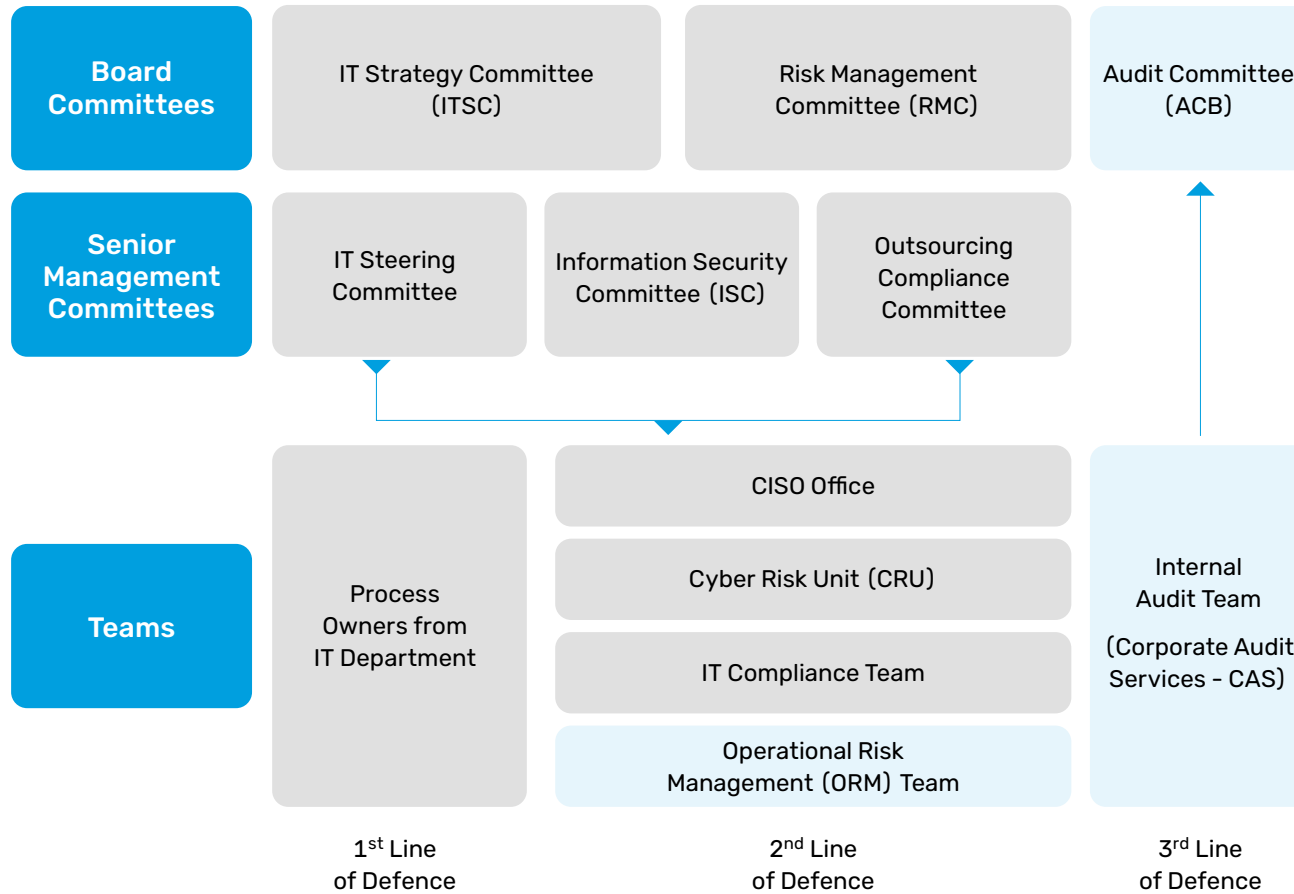 Board
Committees
IT Strategy Committee
(ITSC)
Risk Management
Committee (RMC)
Audit Committee
(ACB)
Senior
Management
Committees
IT Steering
Committee
Information Security
Committee (ISC)
Outsourcing
Compliance
Committee
Teams
Process
Owners from
IT Department
CISO Office
Cyber Risk Unit (CRU)
IT Compliance Team
Operational Risk
Management (ORM) Team
Internal
Audit Team
(Corporate Audit
Services - CAS)
1st Line
of Defence
2nd Line
of Defence
3rd Line
of Defence